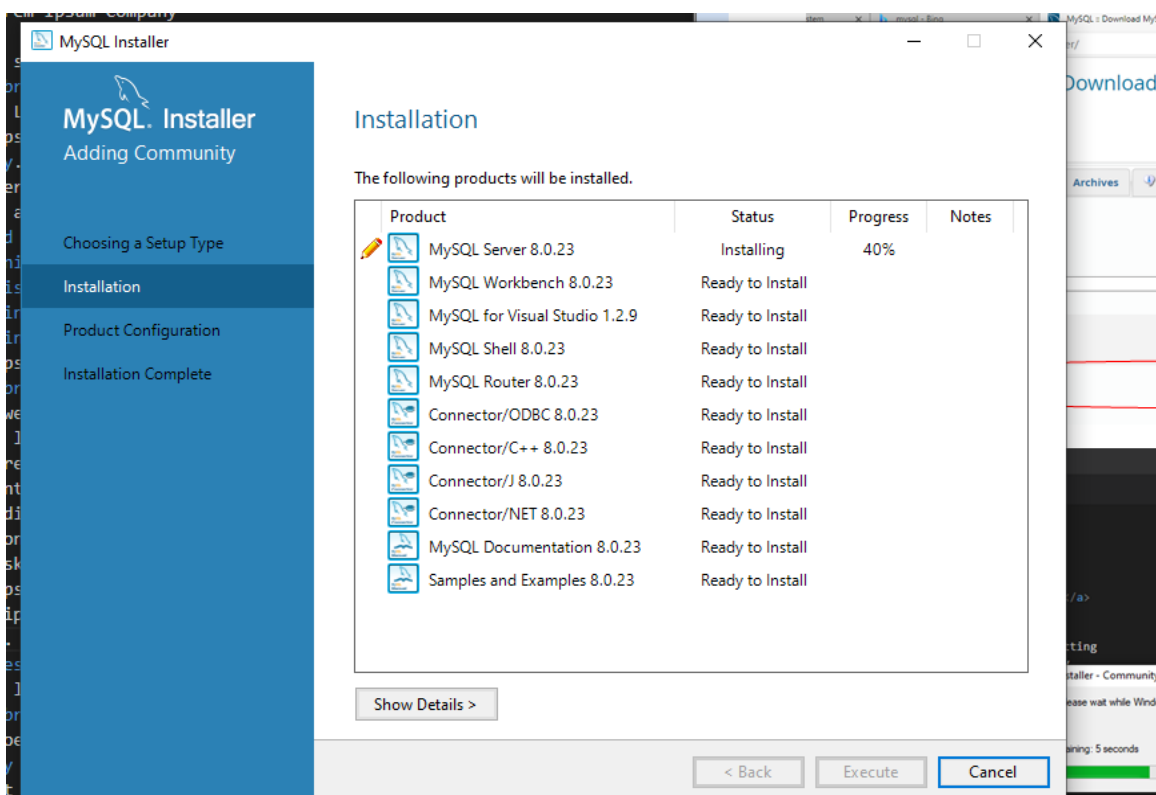 MySQL Installer
MySQL. Installer
Adding Community
Choosing a Setup Type
Installation
Product Configuration
Installation Complete
Installation
The following products will be installed.
Product Status Progress Notes
MySQL Server 8.0.23 Installing 40%
MySQL Workbench 8.0.23 Ready to Install
MySQL for Visual Studio 1.2.9 Ready to Install
MySQL Shell 8.0.23 Ready to Install
MySQL Router 8.0.23 Ready to Install
Connector/ODBC 8.0.23 Ready to Install
Connector/C++ 8.0.23 Ready to Install
Connector/J 8.0.23 Ready to Install
Connector/NET 8.0.23 Ready to Install
MySQL Documentation 8.0.23 Ready to Install
Samples and Examples 8.0.23 Ready to Install
Show Details >
< Back Execute Cancel
mysql - Bing
MySQL :: Download MyS
Download
Archives
/a>
tting
staller - Community
ease wait while Wind
aining: 5 seconds